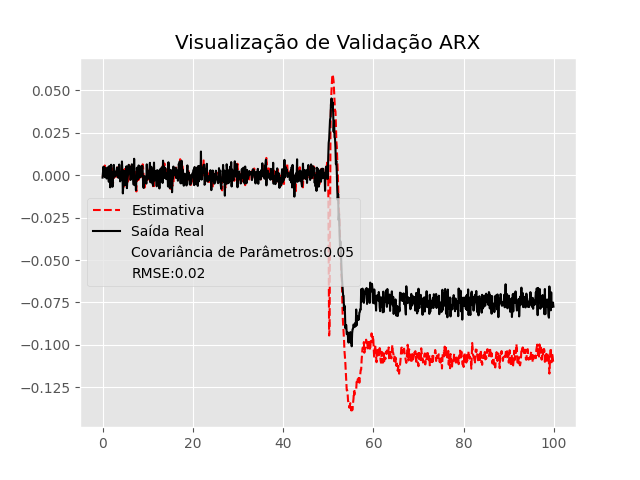 Visualização de Validação ARX
0.050
0.025
0.000
−0.025
−0.050
−0.075
−0.100
−0.125
Estimativa
Saída Real
Covariância de Parâmetros:0.05
RMSE:0.02
0 20 40 60 80 100